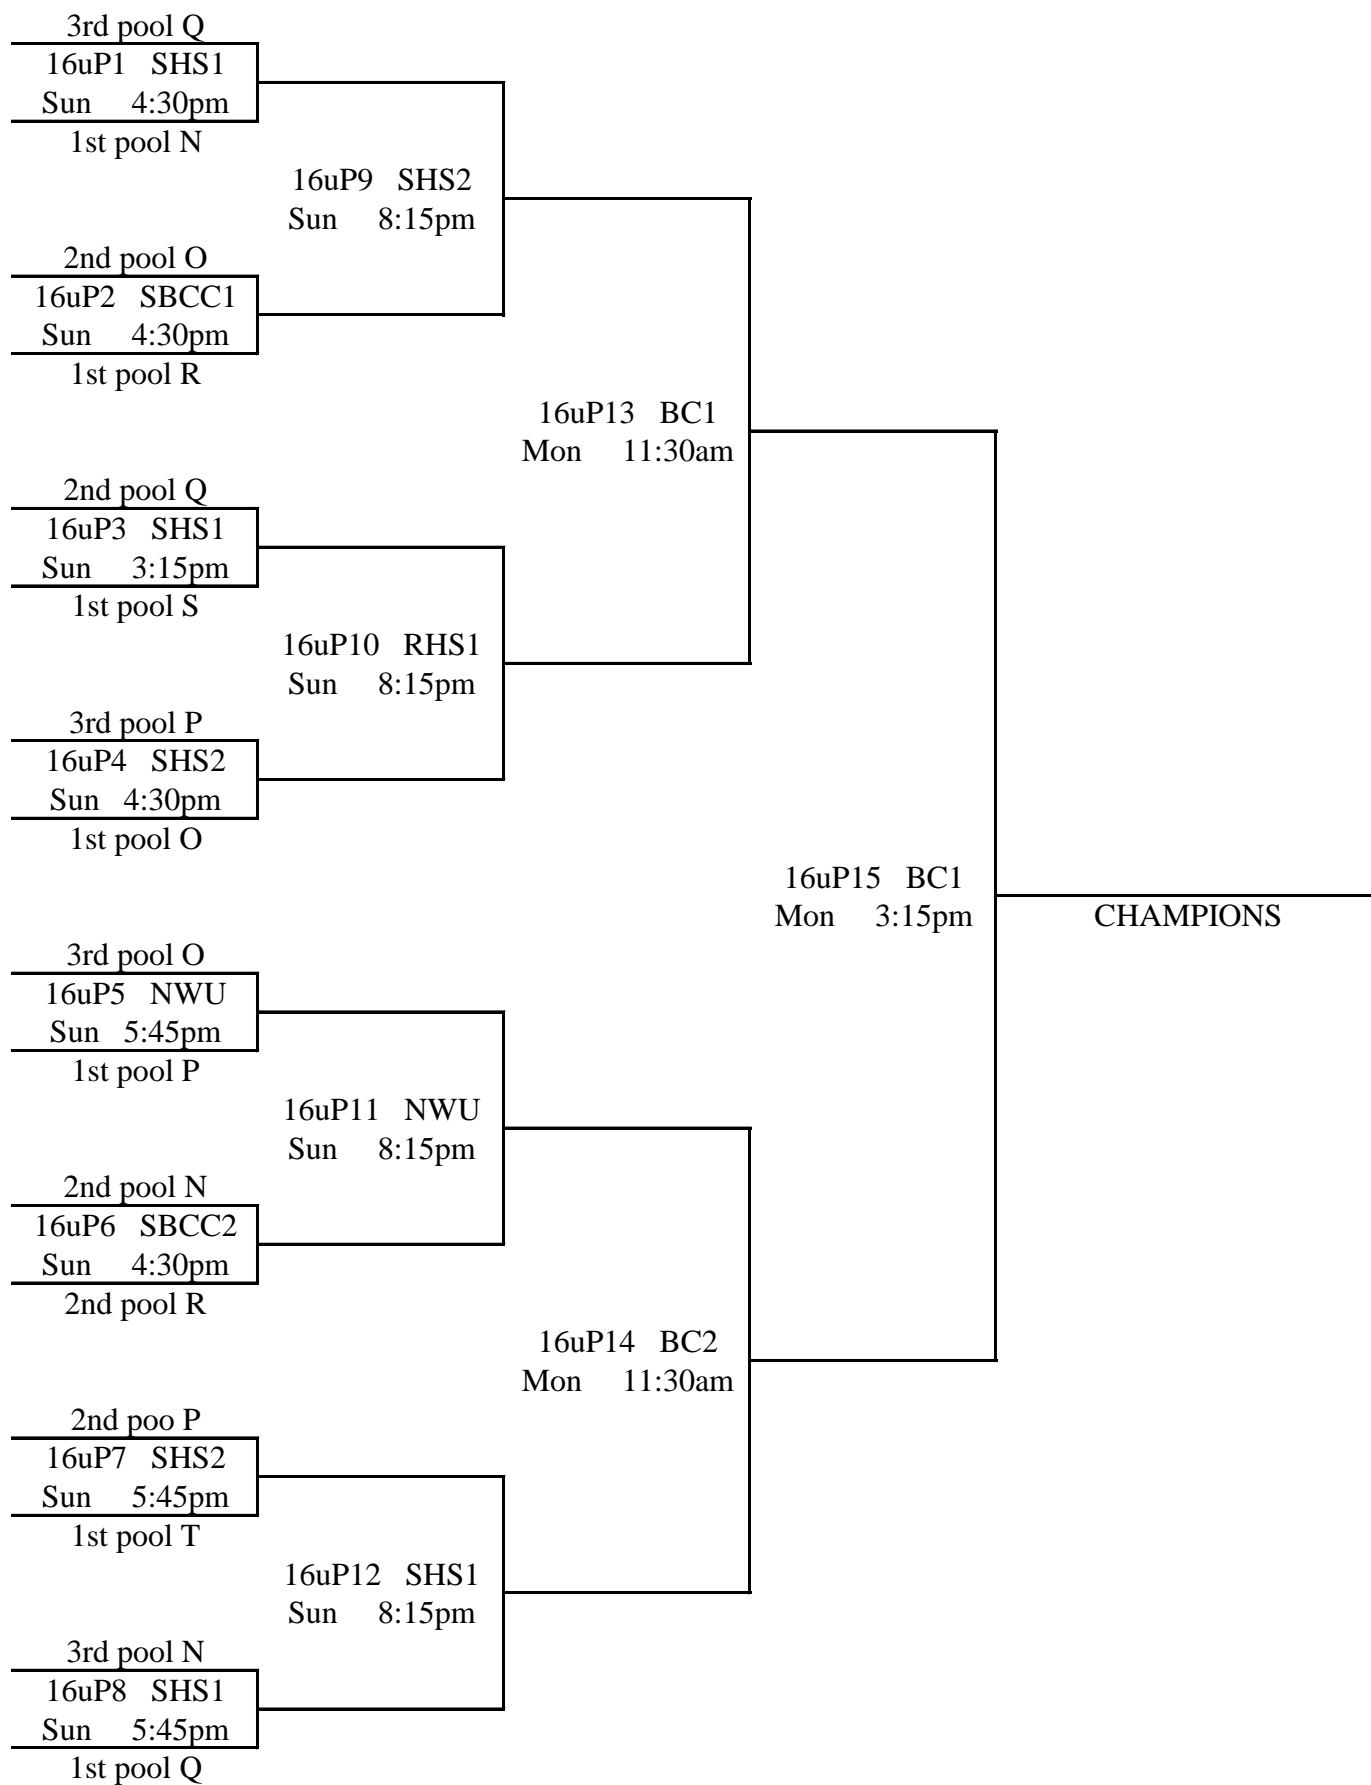 3rd pool Q
16uP1 SHS1
Sun 4:30pm
1st pool N
16uP9 SHS2
Sun 8:15pm
2nd pool O
16uP2 SBCC1
Sun 4:30pm
1st pool R
16uP13 BC1
Mon 11:30am
2nd pool Q
16uP3 SHS1
Sun 3:15pm
1st pool S
16uP10 RHS1
Sun 8:15pm
3rd pool P
16uP4 SHS2
Sun 4:30pm
1st pool O
16uP15 BC1
Mon 3:15pm
CHAMPIONS
3rd pool O
16uP5 NWU
Sun 5:45pm
1st pool P
16uP11 NWU
Sun 8:15pm
2nd pool N
16uP6 SBCC2
Sun 4:30pm
2nd pool R
16uP14 BC2
Mon 11:30am
2nd poo P
16uP7 SHS2
Sun 5:45pm
1st pool T
16uP12 SHS1
Sun 8:15pm
3rd pool N
16uP8 SHS1
Sun 5:45pm
1st pool Q